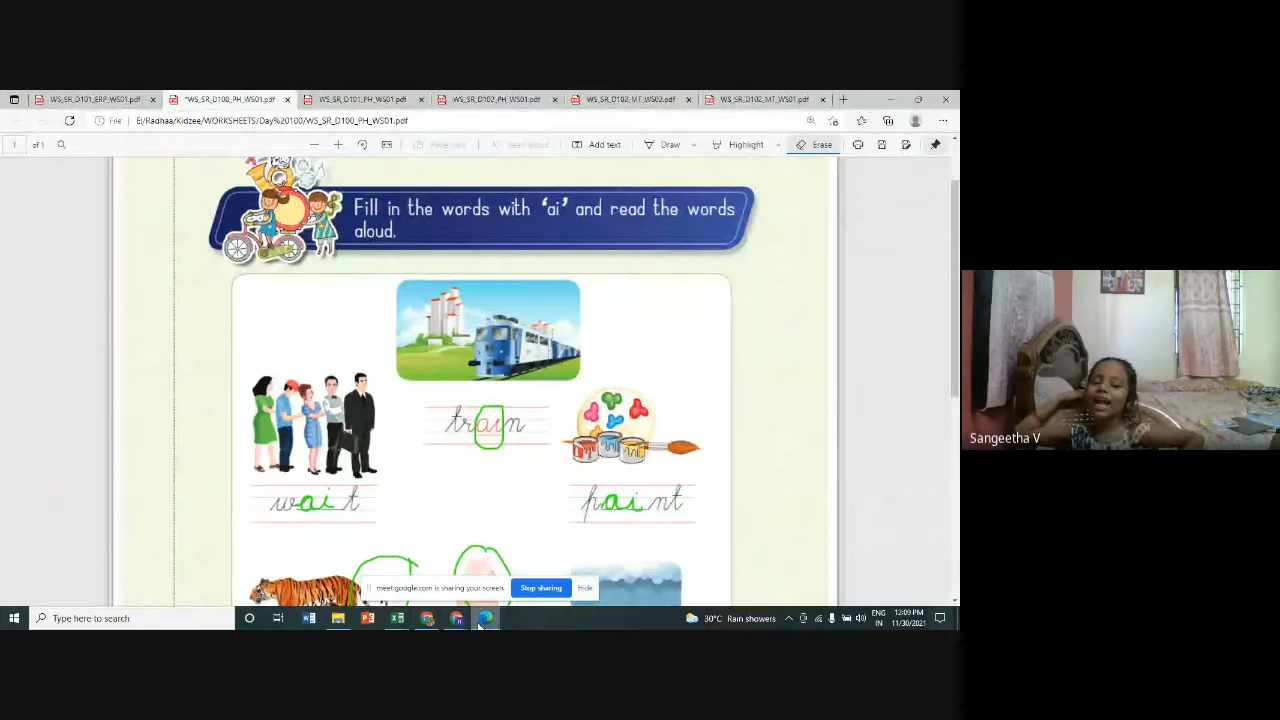 WS_SR_D101_ERP_WS01.pdf
*WS_SR_D100_PH_WS01.pdf
WS_SR_D101_PH_WS01.pdf
WS_SR_D102_PH_WS01.pdf
WS_SR_D102_MT_WS02.pdf
WS_SR_D102_MT_WS01.pdf
File
E:/Radhaa/Kidzee/WORKSHEETS/Day%20100/WS_SR_D100_PH_WS01.pdf
1 of 1
Add text
Draw
Highlight
Erase
Fill in the words with 'ai' and read the words
aloud.
train
wait
paint
meet.google.com is sharing your screen.
Stop sharing
Hide
Sangeetha V
Type here to search
30°C Rain showers
ENG
IN
12:09 PM
11/30/2021